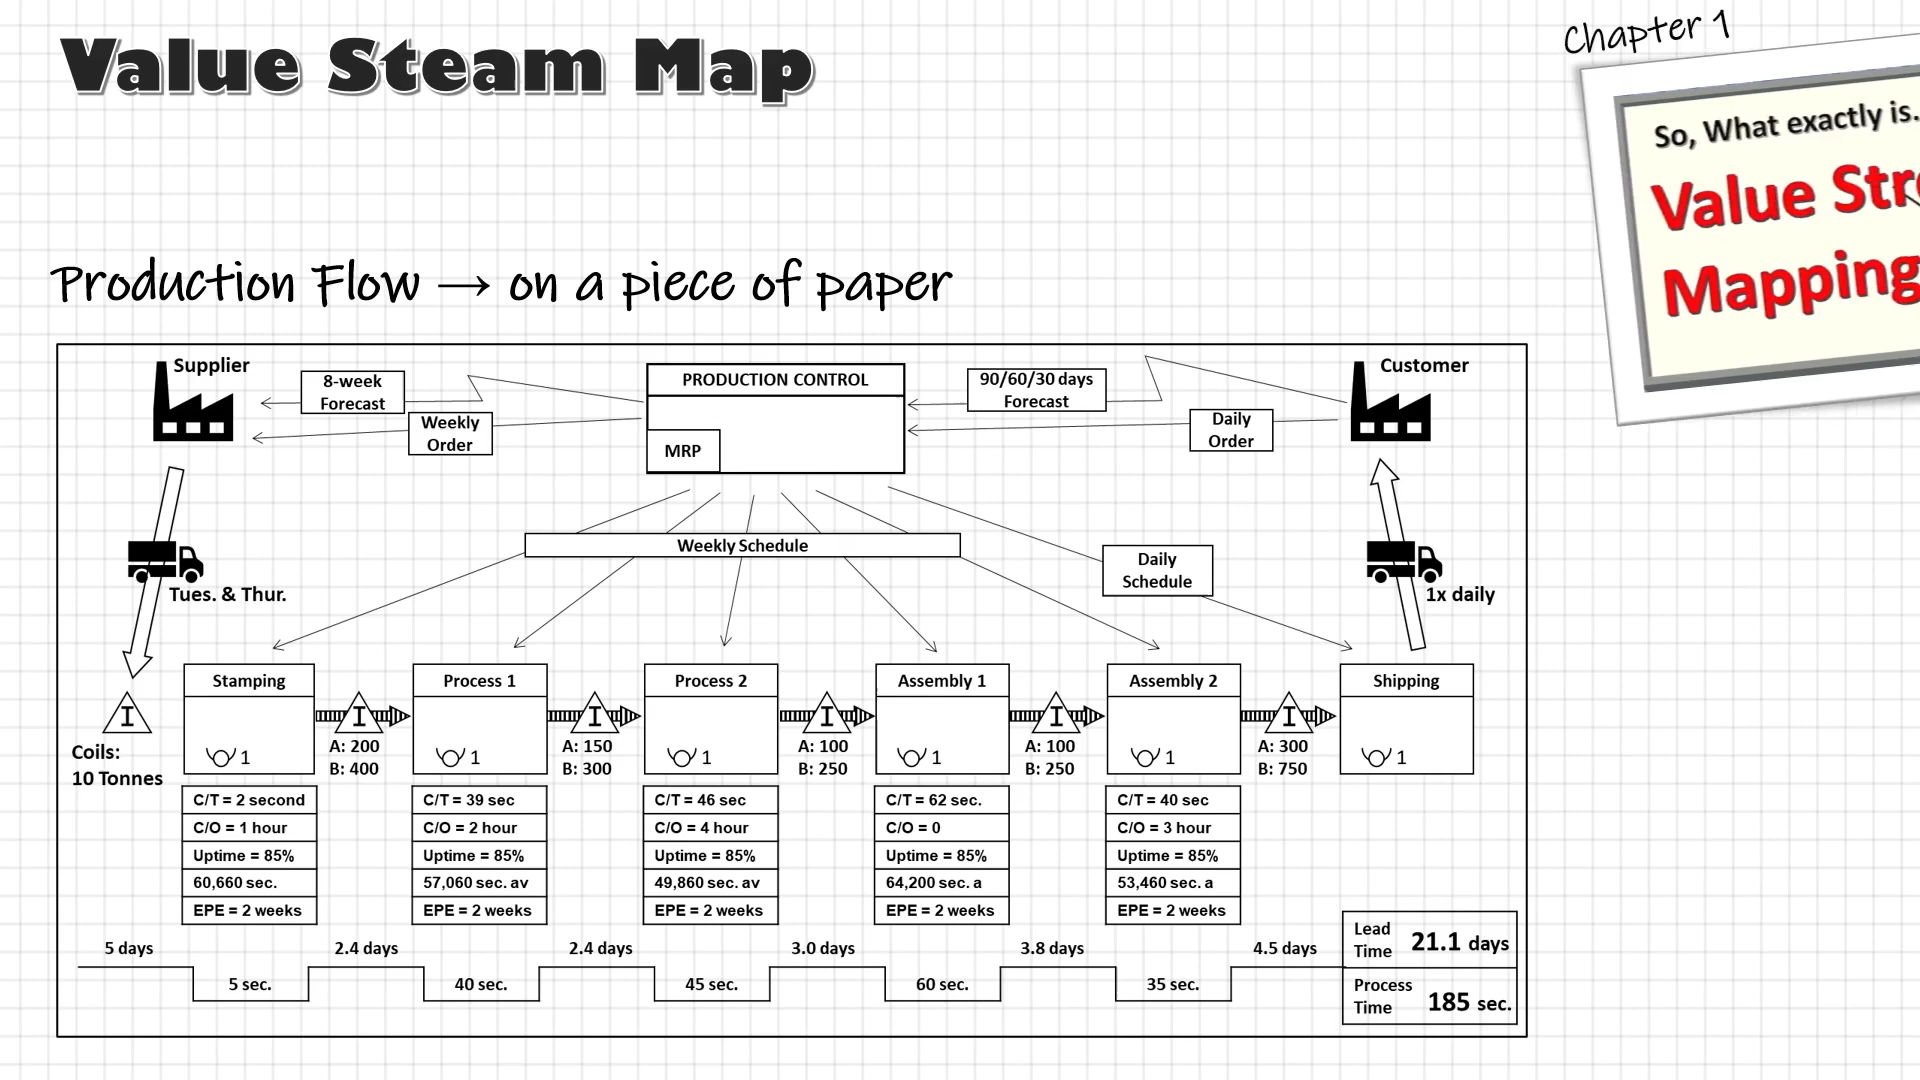 Value Steam Map
Chapter 1
So, What exactly is.
Value Str
Mapping
Production Flow → on a piece of paper
Supplier
8-week
Forecast
Weekly
Order
PRODUCTION CONTROL
MRP
90/60/30 days
Forecast
Daily
Order
Customer
Weekly Schedule
Daily
Schedule
Tues. & Thur.
1x daily
I
Coils:
10 Tonnes
Stamping
1
I
A: 200
B: 400
Process 1
1
I
A: 150
B: 300
Process 2
1
I
A: 100
B: 250
Assembly 1
1
I
A: 100
B: 250
Assembly 2
1
I
A: 300
B: 750
Shipping
1
C/T = 2 second
C/O = 1 hour
Uptime = 85%
60,660 sec.
EPE = 2 weeks
C/T = 39 sec
C/O = 2 hour
Uptime = 85%
57,060 sec. av
EPE = 2 weeks
C/T = 46 sec
C/O = 4 hour
Uptime = 85%
49,860 sec. av
EPE = 2 weeks
C/T = 62 sec.
C/O = 0
Uptime = 85%
64,200 sec. a
EPE = 2 weeks
C/T = 40 sec
C/O = 3 hour
Uptime = 85%
53,460 sec. a
EPE = 2 weeks
5 days
2.4 days
2.4 days
3.0 days
3.8 days
4.5 days
5 sec.
40 sec.
45 sec.
60 sec.
35 sec.
Lead
Time
21.1 days
Process
Time
185 sec.